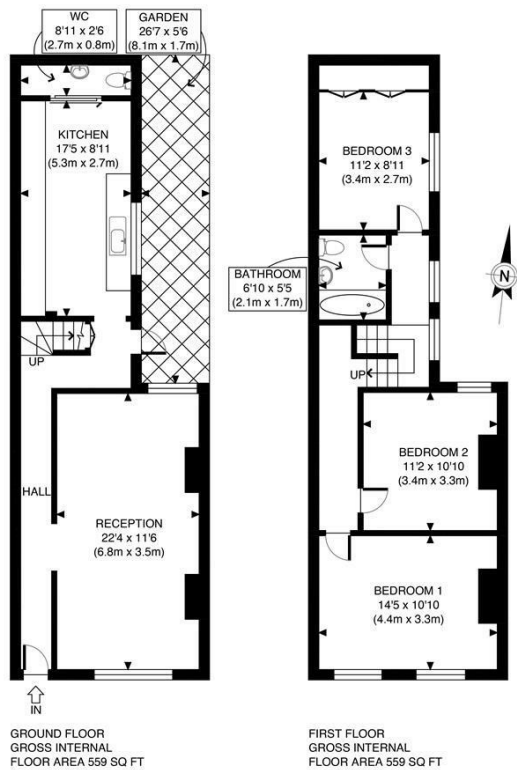 WC
8'11 x 2'6
(2.7m x 0.8m)
GARDEN
26'7 x 5'6
(8.1m x 1.7m)
KITCHEN
17'5 x 8'11
(5.3m x 2.7m)
UP
HALL
RECEPTION
22'4 x 11'6
(6.8m x 3.5m)
IN
GROUND FLOOR
GROSS INTERNAL
FLOOR AREA 559 SQ FT
BEDROOM 3
11'2 x 8'11
(3.4m x 2.7m)
BATHROOM
6'10 x 5'5
(2.1m x 1.7m)
N
UP
BEDROOM 2
11'2 x 10'10
(3.4m x 3.3m)
BEDROOM 1
14'5 x 10'10
(4.4m x 3.3m)
FIRST FLOOR
GROSS INTERNAL
FLOOR AREA 559 SQ FT